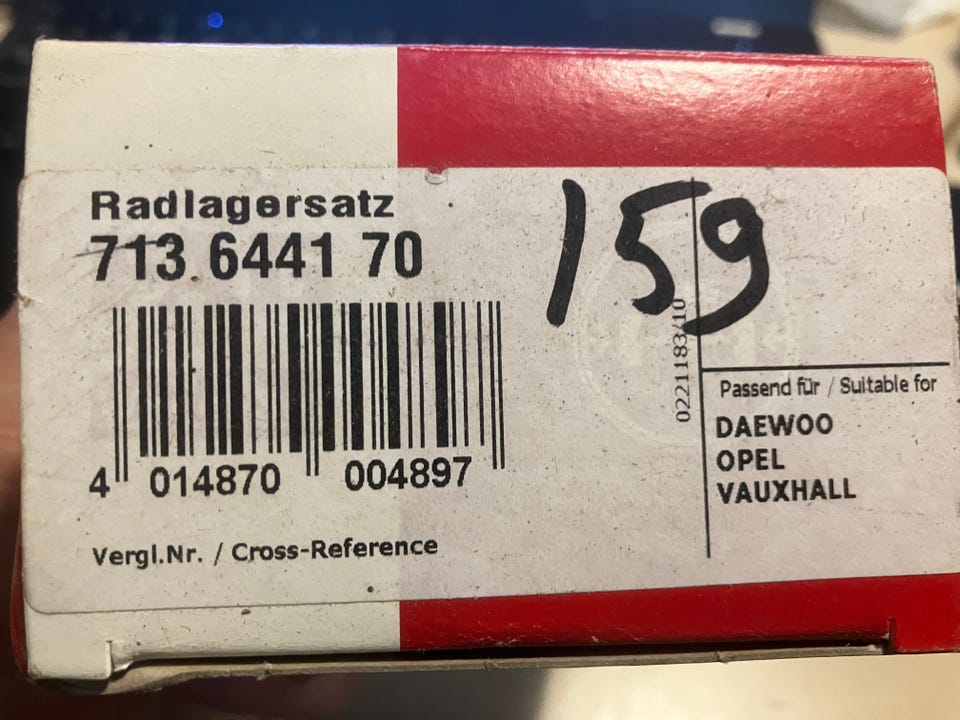 Radlagersatz
713 6441 70
159
4 014870 004897
0221183/10
Passend für / Suitable for
DAEWOO
OPEL
VAUXHALL
Vergl.Nr. / Cross-Reference